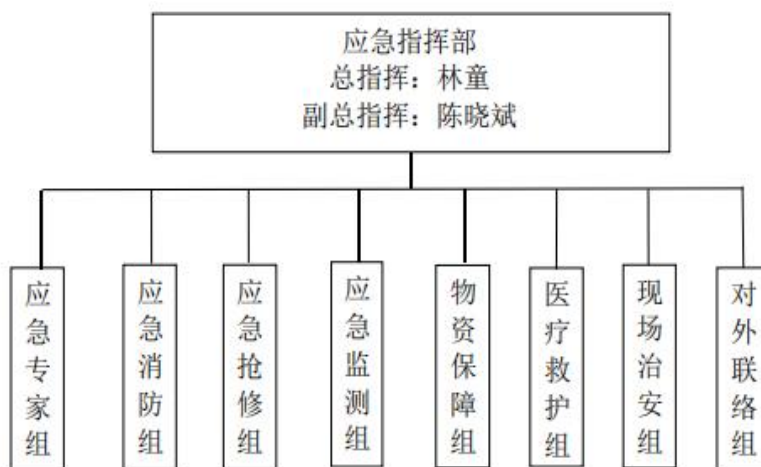 应急指挥部
总指挥：林童
副总指挥：陈晓斌
应急专家组
应急消防组
应急抢修组
应急监测组
物资保障组
医疗救护组
现场治安组
对外联络组